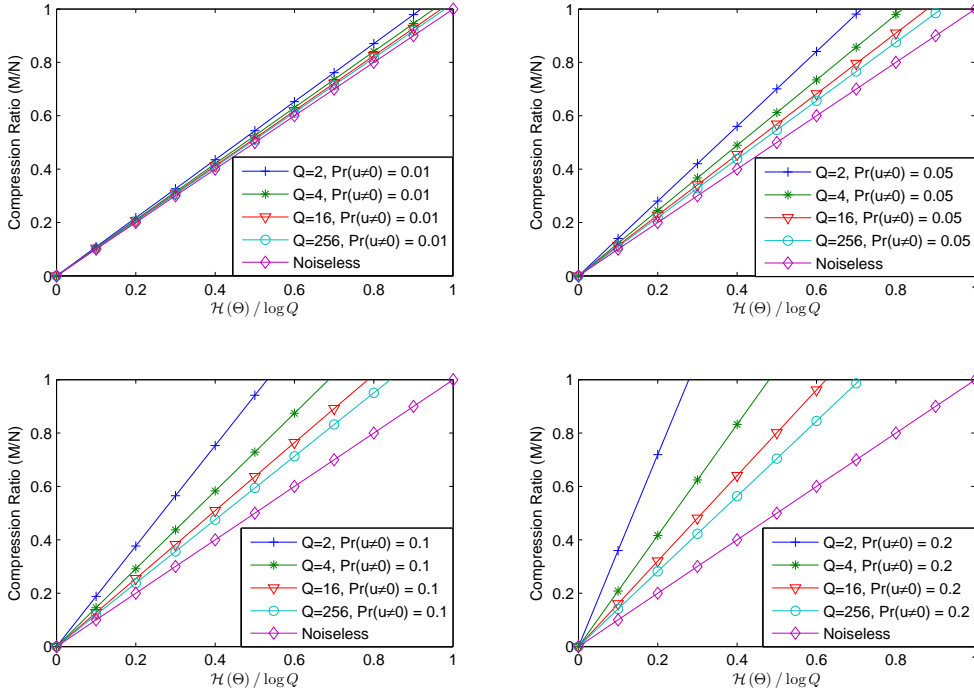 Compression Ratio (M/N)
1
0.8
0.6
0.4
0.2
0
0 0.2 0.4 0.6 0.8 1
H(Θ) / log Q
Q=2, Pr(u≠0) = 0.01
Q=4, Pr(u≠0) = 0.01
Q=16, Pr(u≠0) = 0.01
Q=256, Pr(u≠0) = 0.01
Noiseless
Compression Ratio (M/N)
1
0.8
0.6
0.4
0.2
0
0 0.2 0.4 0.6 0.8 1
H(Θ) / log Q
Q=2, Pr(u≠0) = 0.05
Q=4, Pr(u≠0) = 0.05
Q=16, Pr(u≠0) = 0.05
Q=256, Pr(u≠0) = 0.05
Noiseless
Compression Ratio (M/N)
1
0.8
0.6
0.4
0.2
0
0 0.2 0.4 0.6 0.8 1
H(Θ) / log Q
Q=2, Pr(u≠0) = 0.1
Q=4, Pr(u≠0) = 0.1
Q=16, Pr(u≠0) = 0.1
Q=256, Pr(u≠0) = 0.1
Noiseless
Compression Ratio (M/N)
1
0.8
0.6
0.4
0.2
0
0 0.2 0.4 0.6 0.8 1
H(Θ) / log Q
Q=2, Pr(u≠0) = 0.2
Q=4, Pr(u≠0) = 0.2
Q=16, Pr(u≠0) = 0.2
Q=256, Pr(u≠0) = 0.2
Noiseless